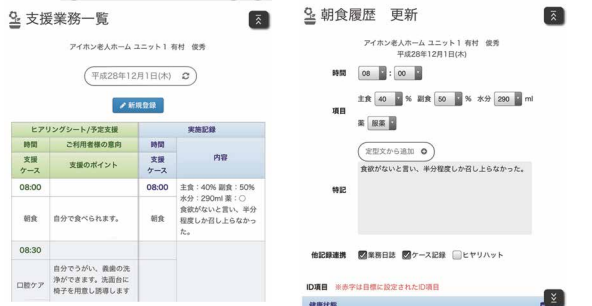 支援業務一覧
アイホン老人ホーム ユニット1 有村 俊秀
平成28年12月1日(木)
新規登録
ヒアリングシート/予定支援
実施記録
時間
ご利用者様の意向
時間
支援
ケース
支援のポイント
支援
ケース
内容
08:00
08:00
主食:40% 副食:50%
水分:290ml 薬:○
食欲がないと言い、半分
程度しか召し上らなかっ
た。
朝食
自分で食べられます。
朝食
08:30
口腔ケア
自分でうがい、義歯の洗
浄ができます。洗面台に
椅子を用意し誘導します
朝食履歴 更新
アイホン老人ホーム ユニット1 有村 俊秀
平成28年12月1日(木)
時間
08 : 00
項目
主食 40 % 副食 50 % 水分 290 ml
薬 服薬
定型文から追加
特記
食欲がないと言い、半分程度しか召し上らなかった。
他記録連携
業務日誌 ケース記録 ヒヤリハット
ID項目 ※赤字は目標に設定されたID項目
健康状態